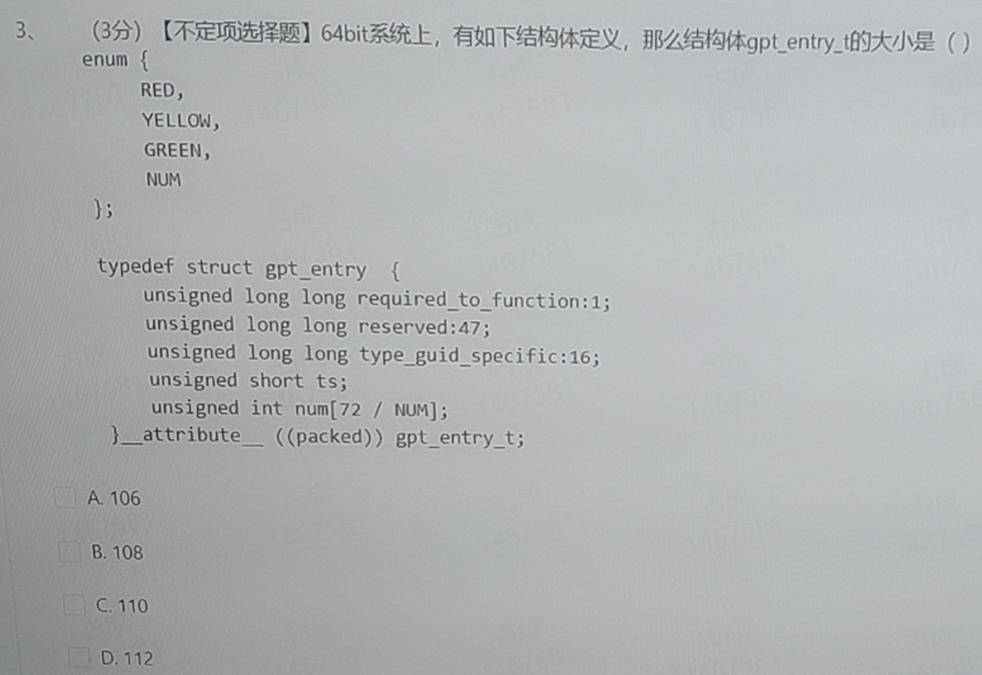 3、 （3分）【不定项选择题】64bit系统上，有如下结构体定义，那么结构体gpt_entry_t的大小是（ ）
enum {
RED,
YELLOW,
GREEN,
NUM
};
typedef struct gpt_entry {
unsigned long long required_to_function:1;
unsigned long long reserved:47;
unsigned long long type_guid_specific:16;
unsigned short ts;
unsigned int num[72 / NUM];
}__attribute__ ((packed)) gpt_entry_t;
A. 106
B. 108
C. 110
D. 112